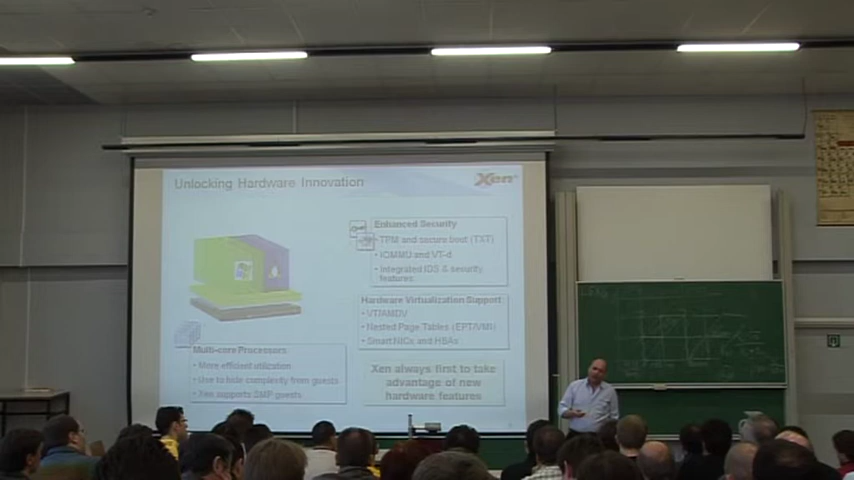 Unlocking Hardware Innovation
Xen
Enhanced Security
• TPM and secure boot (TXT)
• IOMMU and VT-d
• Integrated IDS & security
features
Hardware Virtualization Support
• VT/AMDV
• Nested Page Tables (EPT/VMI)
• Smart NICs and HBAs
Multi-core Processors
• More efficient utilization
• Use to hide complexity from guests
• Xen supports SMP guests
Xen always first to take
advantage of new
hardware features